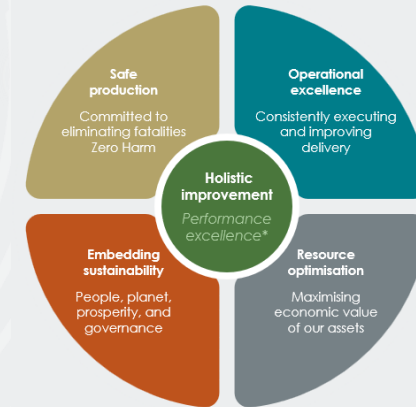 Safe
production
Committed to
eliminating fatalities
Zero Harm
Operational
excellence
Consistently executing
and improving
delivery
Holistic
improvement
Performance
excellence*
Embedding
sustainability
People, planet,
prosperity, and
governance
Resource
optimisation
Maximising
economic value
of our assets